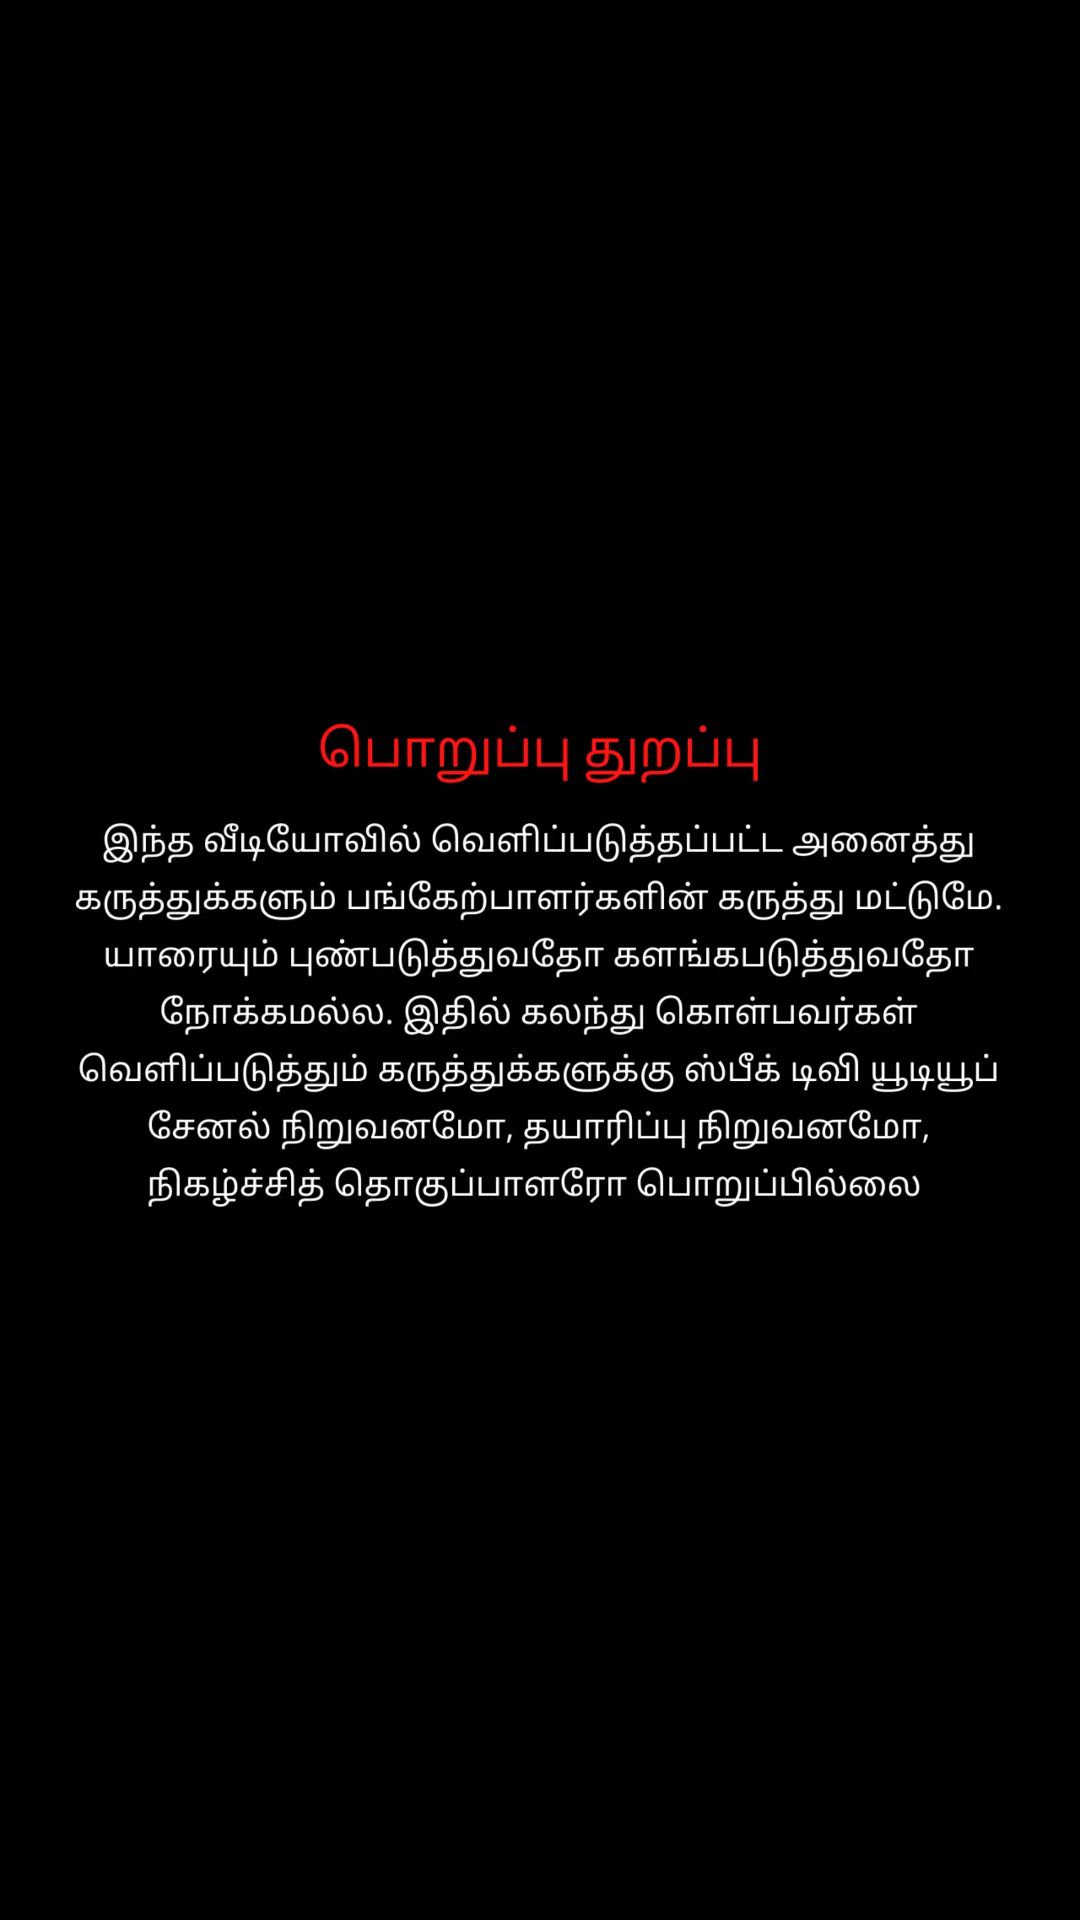 பொறுப்பு துறப்பு
இந்த வீடியோவில் வெளிப்படுத்தப்பட்ட அனைத்து
கருத்துக்களும் பங்கேற்பாளர்களின் கருத்து மட்டுமே.
யாரையும் புண்படுத்துவதோ களங்கபடுத்துவதோ
நோக்கமல்ல. இதில் கலந்து கொள்பவர்கள்
வெளிப்படுத்தும் கருத்துக்களுக்கு ஸ்பீக் டிவி யூடியூப்
சேனல் நிறுவனமோ, தயாரிப்பு நிறுவனமோ,
நிகழ்ச்சித் தொகுப்பாளரோ பொறுப்பில்லை